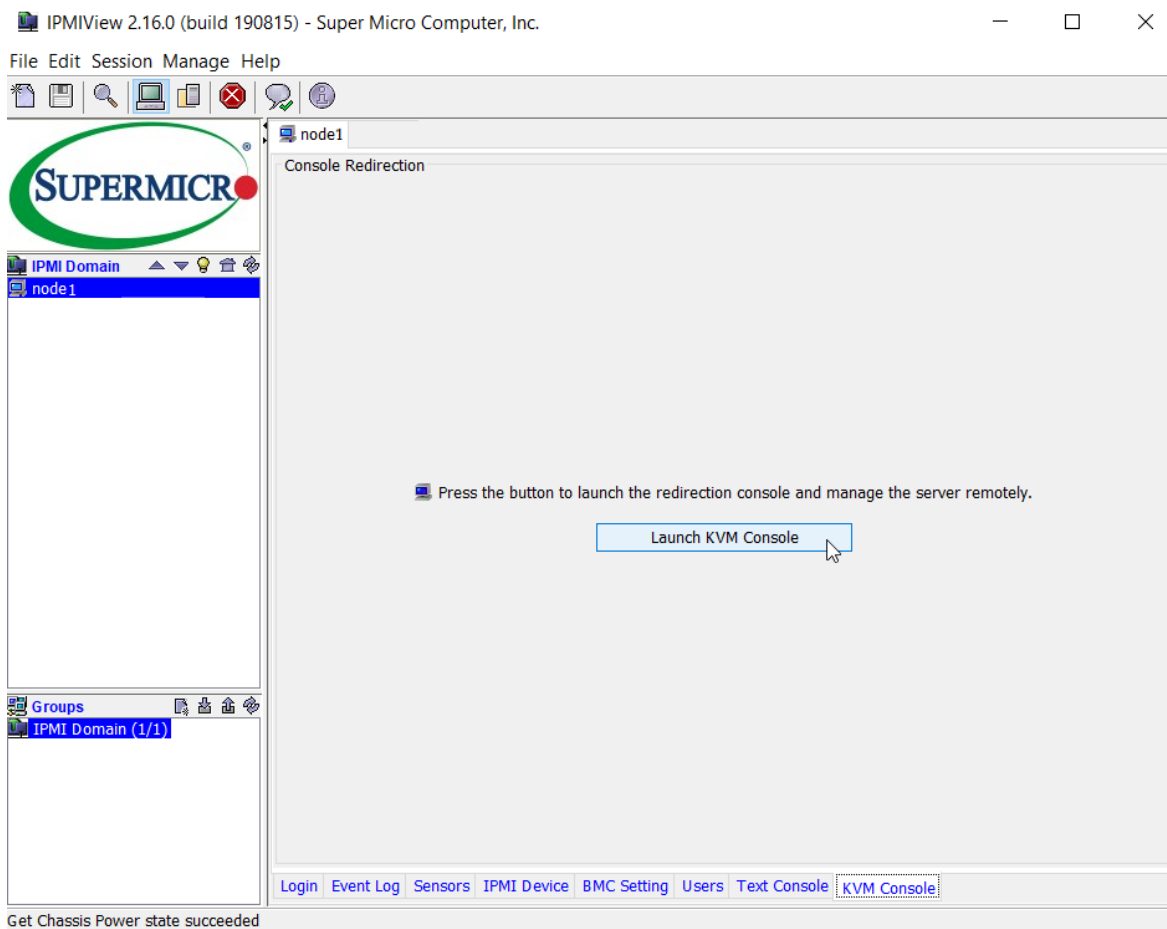 IPMIView 2.16.0 (build 190815) - Super Micro Computer, Inc.
File Edit Session Manage Help
SUPERMICR
®
node1
Console Redirection
IPMI Domain
node1
Press the button to launch the redirection console and manage the server remotely.
Launch KVM Console
Groups
IPMI Domain (1/1)
Login Event Log Sensors IPMI Device BMC Setting Users Text Console KVM Console
Get Chassis Power state succeeded